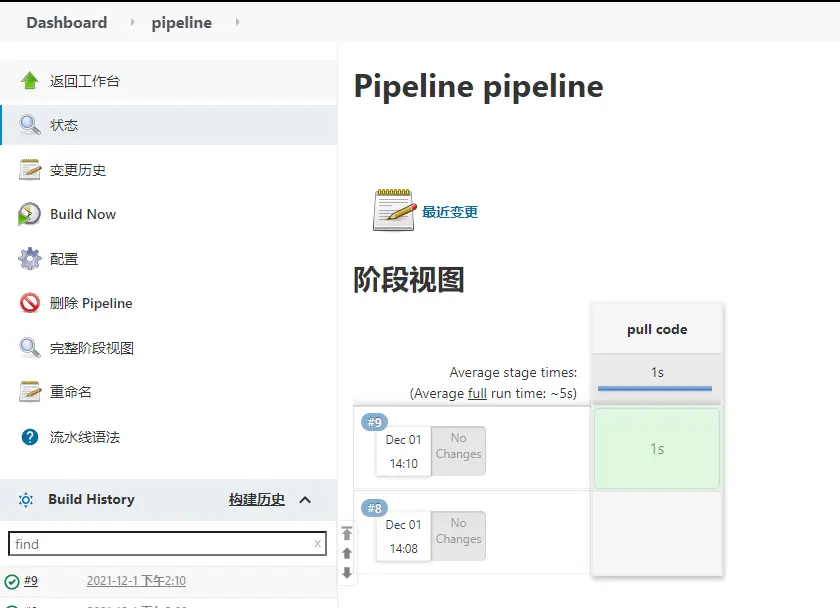 Dashboard
pipeline
返回工作台
状态
变更历史
Build Now
配置
删除 Pipeline
完整阶段视图
重命名
流水线语法
Build History
构建历史
find
x
#9
2021-12-1 下午2:10
Pipeline pipeline
最近变更
阶段视图
pull code
Average stage times:
(Average full run time: ~5s)
1s
#9
Dec 01
14:10
No
Changes
1s
#8
Dec 01
14:08
No
Changes